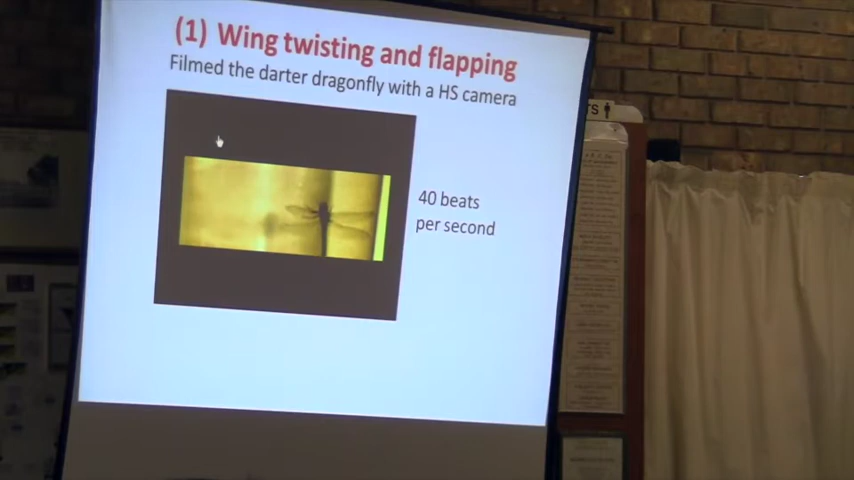 (1) Wing twisting and flapping
Filmed the darter dragonfly with a HS camera
40 beats
per second